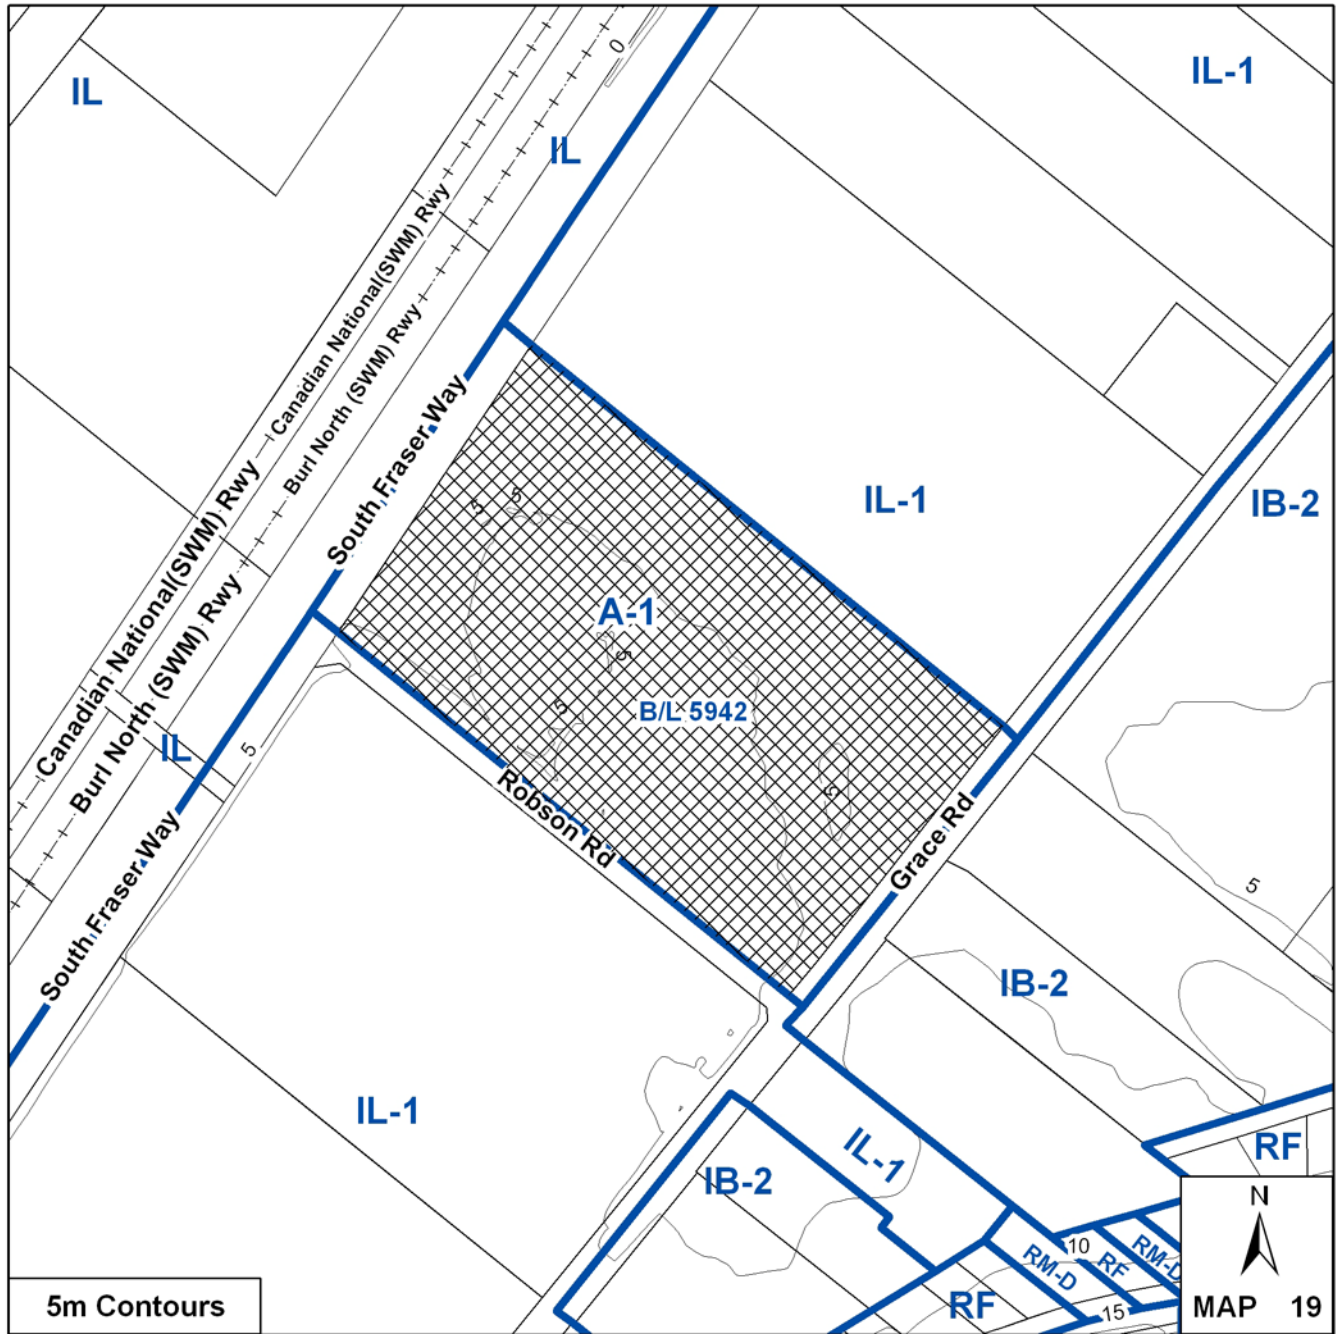 IL
0
IL-1
IL
Canadian National(SWM) Rwy
Burl North (SWM) Rwy
South Fraser Way
IL-1
IB-2
5
5
A-1
5
B/L 5942
5
5
Canadian National(SWM) Rwy
Burl North (SWM) Rwy
IL
5
Robson Rd
Grace Rd
South Fraser Way
5
IB-2
IL-1
IL-1
RF
IB-2
10
RM-D
RF
RM-D
RF
15
N
MAP 19
5m Contours